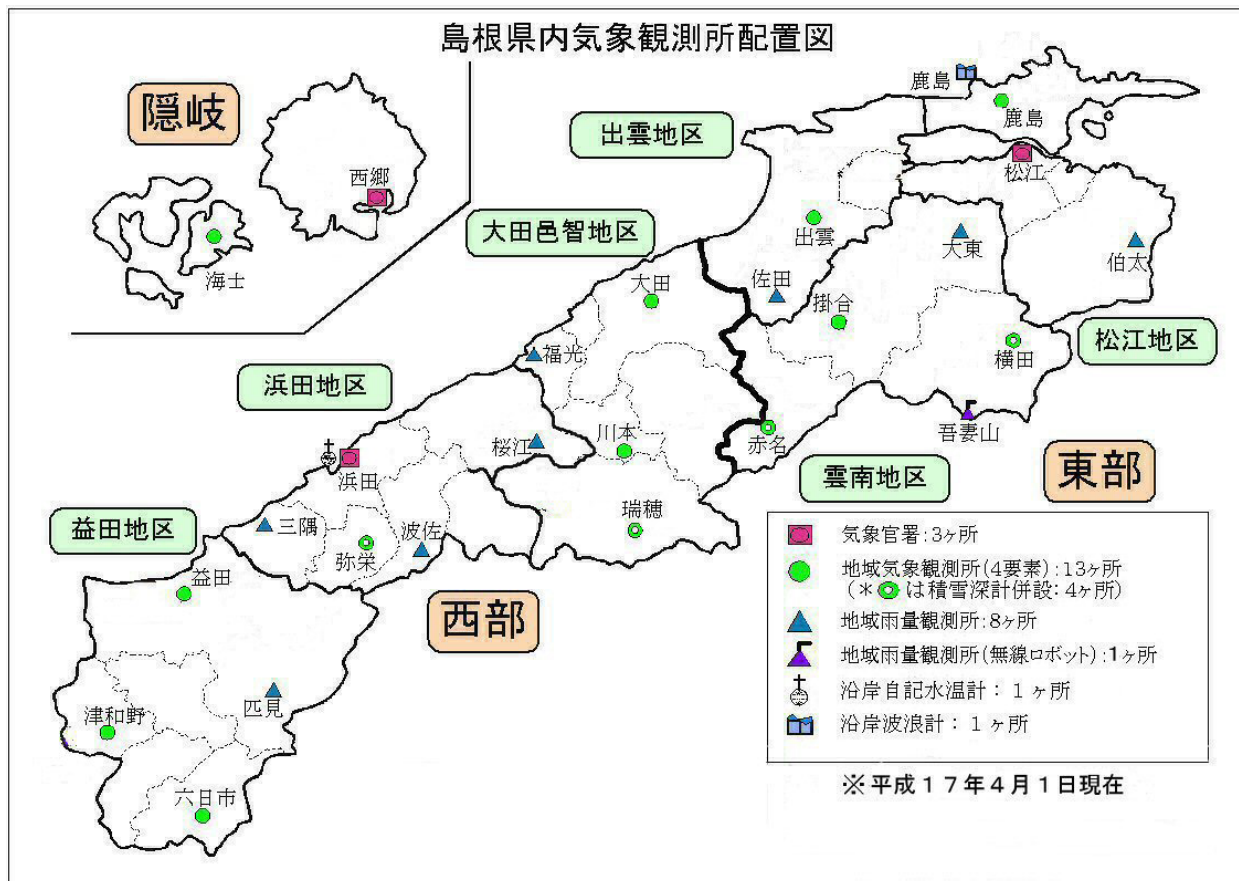 島根県内気象観測所配置図
隠岐
西郷
海士
鹿島
鹿島
出雲地区
松江
大田邑智地区
出雲
大東
伯太
佐田
大田
掛合
松江地区
横田
福光
浜田地区
吾妻山
桜江
川本
赤名
東部
雲南地区
浜田
益田地区
三隅
波佐
瑞穂
弥栄
益田
西部
匹見
津和野
六日市
気象官署:3ヶ所
地域気象観測所(4要素):13ヶ所
(*◎は積雪深計併設:4ヶ所)
地域雨量観測所:8ヶ所
地域雨量観測所(無線ロボット):1ヶ所
沿岸自記水温計: 1ヶ所
沿岸波浪計: 1ヶ所
※平成17年4月1日現在